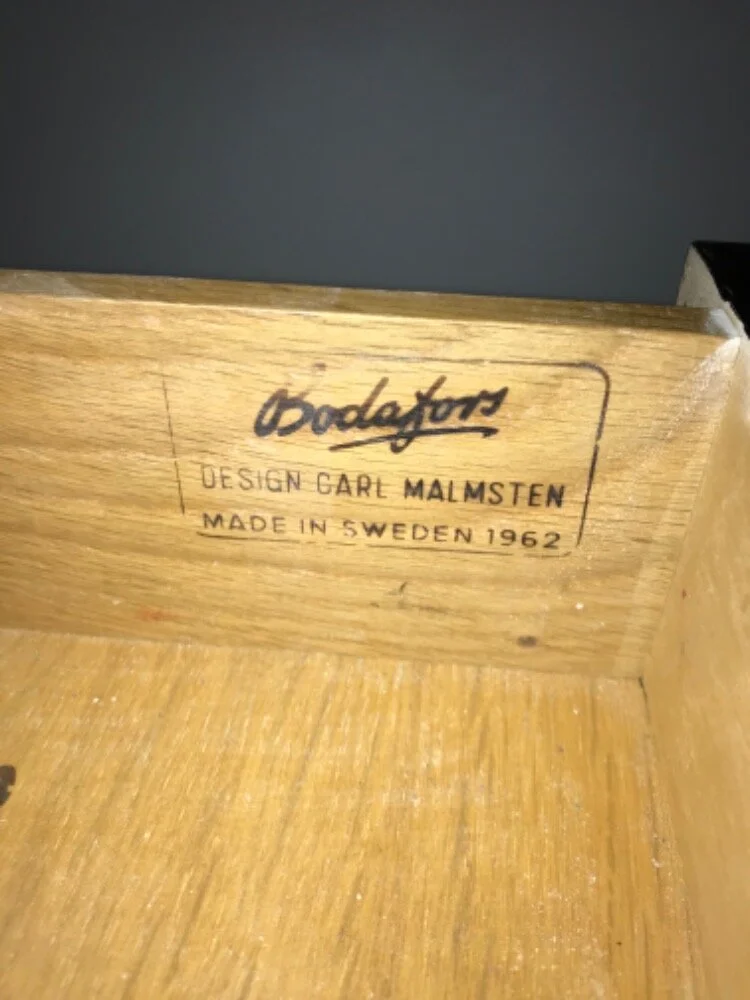 Bodafors
DESIGN CARL MALMSTEN
MADE IN SWEDEN 1962